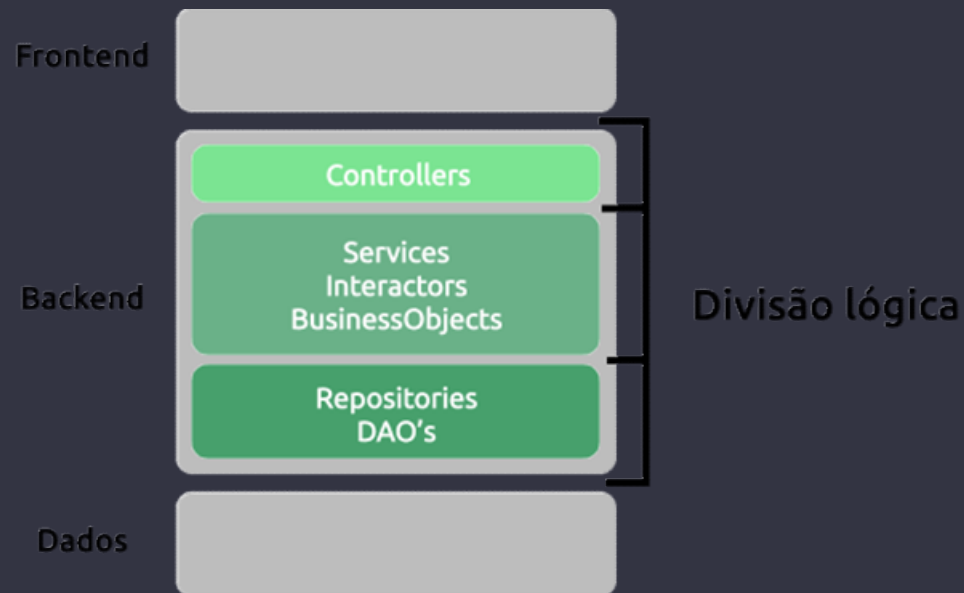 Frontend
Controllers
Services
Interactors
BusinessObjects
Backend
Divisão lógica
Repositories
DAO's
Dados